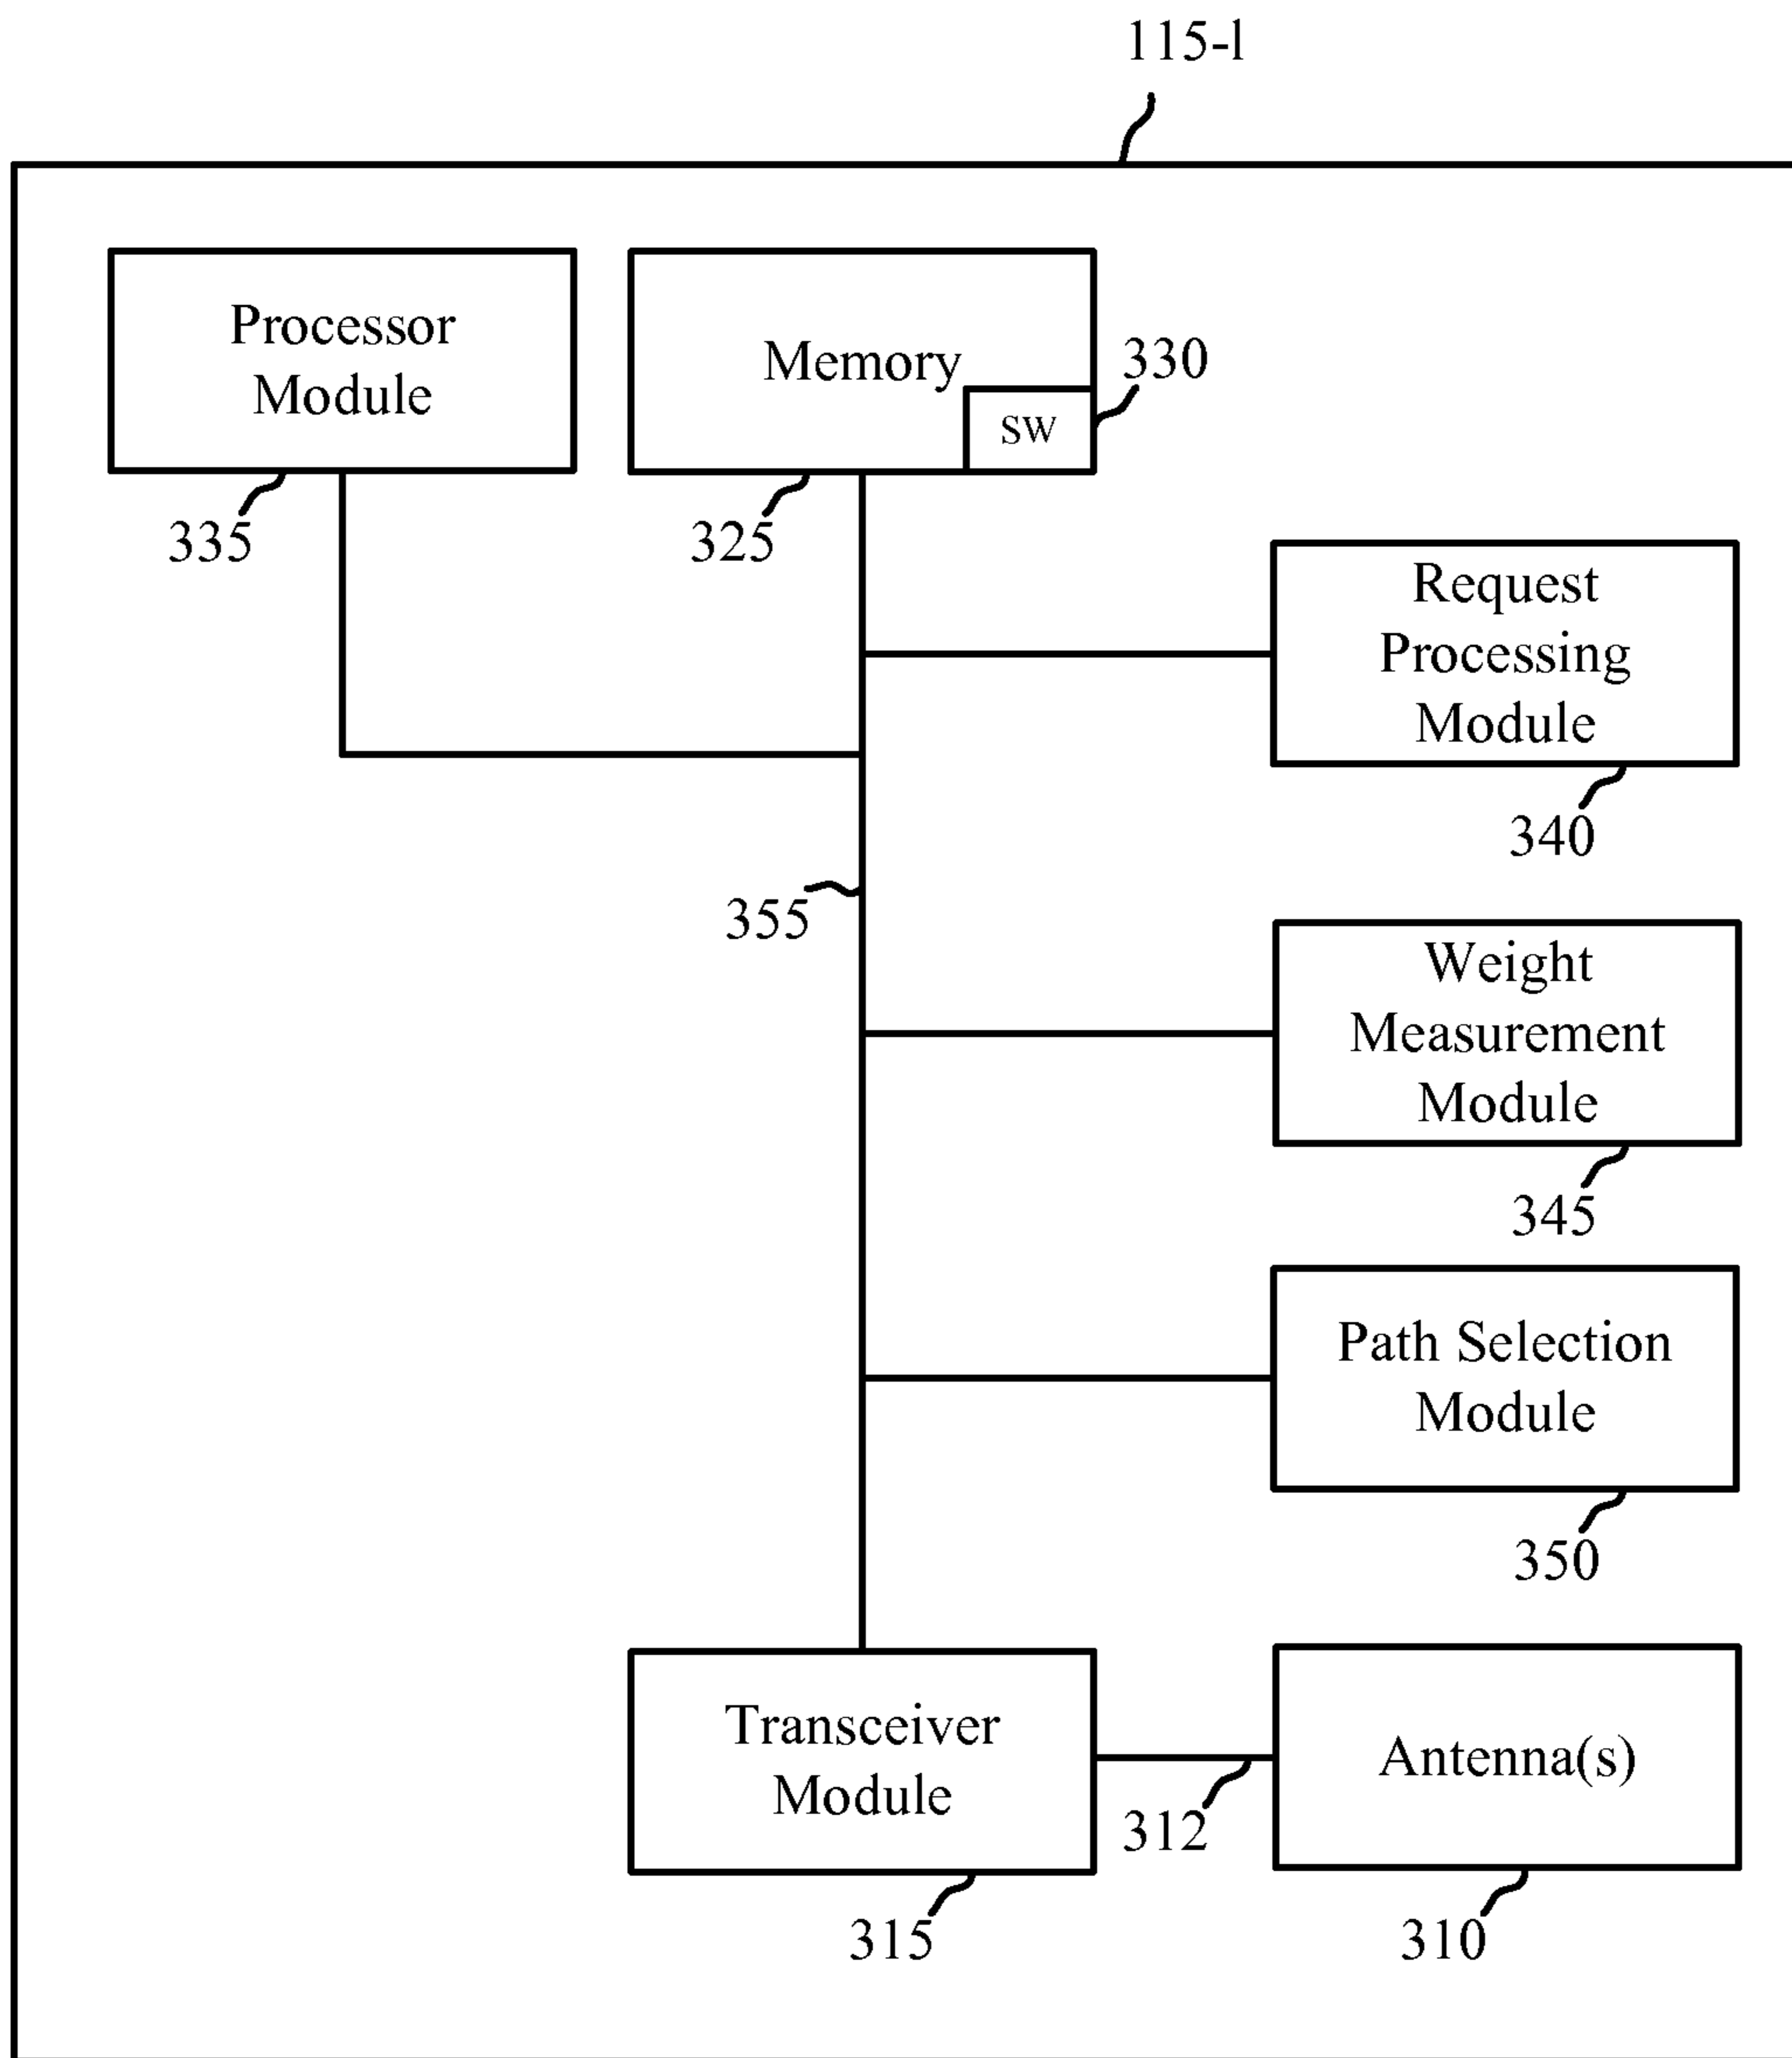 115-l
Processor
Module
335
Memory
SW
330
325
Request
Processing
Module
340
355
Weight
Measurement
Module
345
Path Selection
Module
350
Transceiver
Module
315
312
Antenna(s)
310